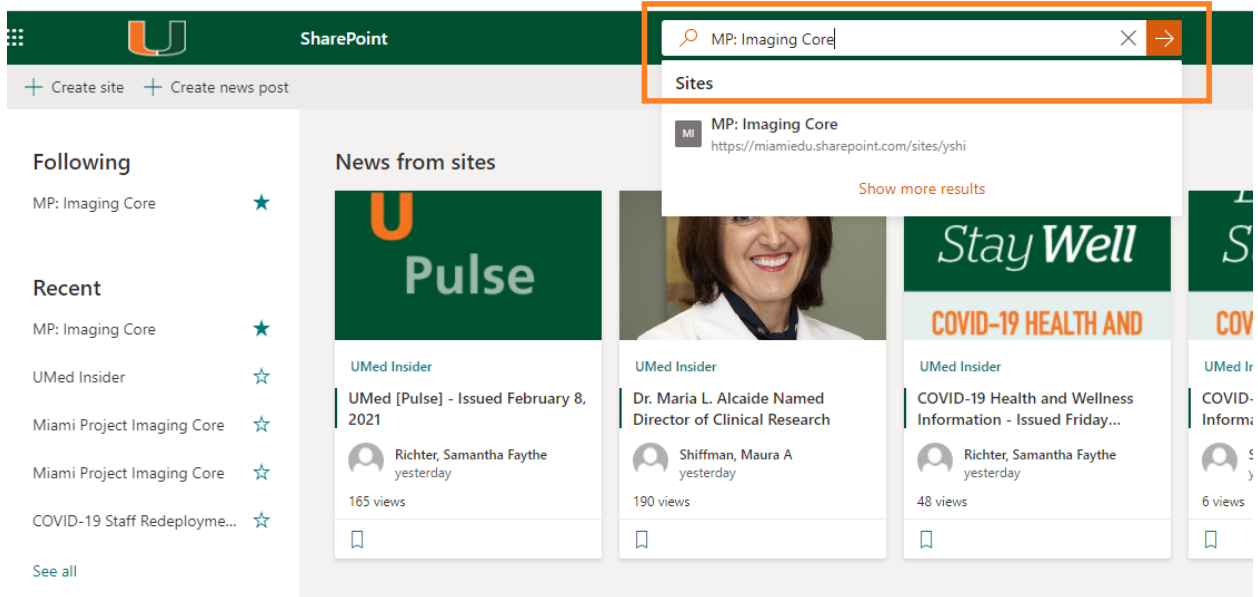 SharePoint
MP: Imaging Core
Sites
MI
MP: Imaging Core
https://miamiedu.sharepoint.com/sites/yshi
Show more results
Create site
Create news post
Following
MP: Imaging Core
Recent
MP: Imaging Core
UMed Insider
Miami Project Imaging Core
Miami Project Imaging Core
COVID-19 Staff Redeployme...
See all
News from sites
U
Pulse
UMed Insider
UMed [Pulse] - Issued February 8,
2021
Richter, Samantha Faythe
yesterday
165 views
UMed Insider
Dr. Maria L. Alcaide Named
Director of Clinical Research
Shiffman, Maura A
yesterday
190 views
Stay Well
COVID-19 HEALTH AND
UMed Insider
COVID-19 Health and Wellness
Information - Issued Friday...
Richter, Samantha Faythe
yesterday
48 views
COV
UMed In
COVID-
Informa
6 views